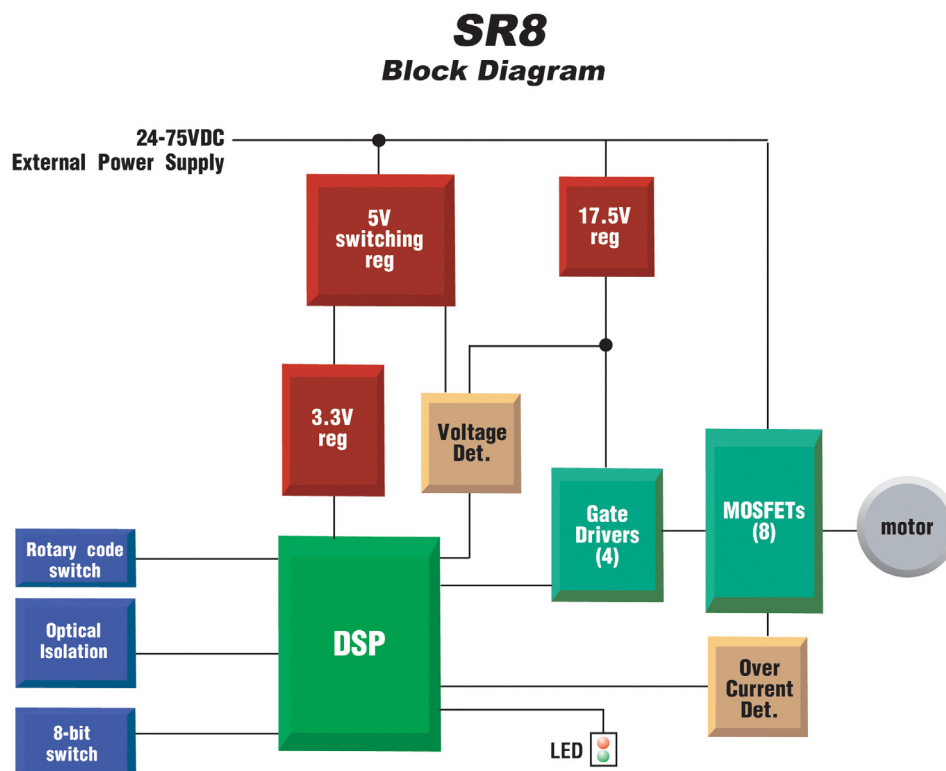 SR8
Block Diagram
24-75VDC
External Power Supply
5V
switching
reg
17.5V
reg
3.3V
reg
Voltage
Det.
Gate
Drivers
(4)
MOSFETs
(8)
motor
Rotary code
switch
Optical
Isolation
8-bit
switch
DSP
Over
Current
Det.
LED